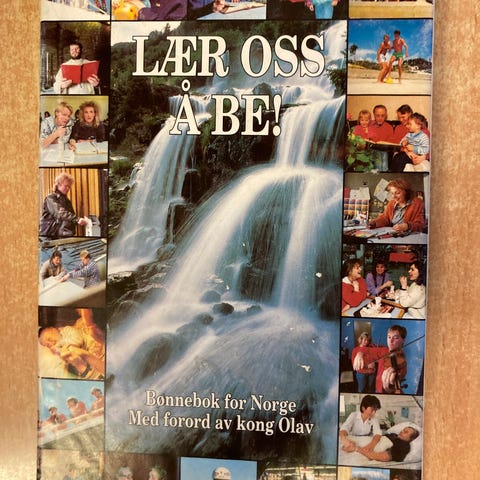 LÆR OSS
Å BE!
Bønnebok for Norge
Med forord av kong Olav